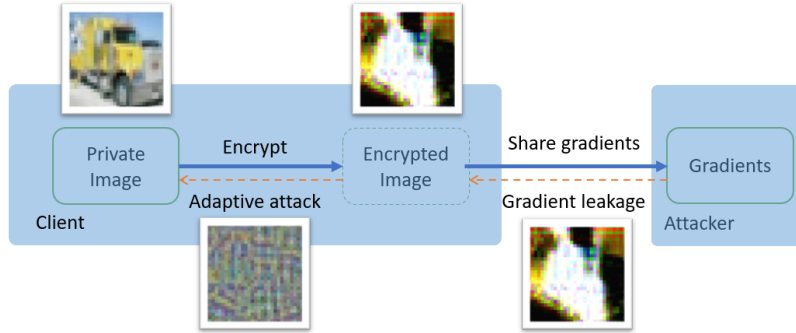 Private
Image
Encrypt
Encrypted
Image
Share gradients
Gradients
Adaptive attack
Gradient leakage
Client
Attacker